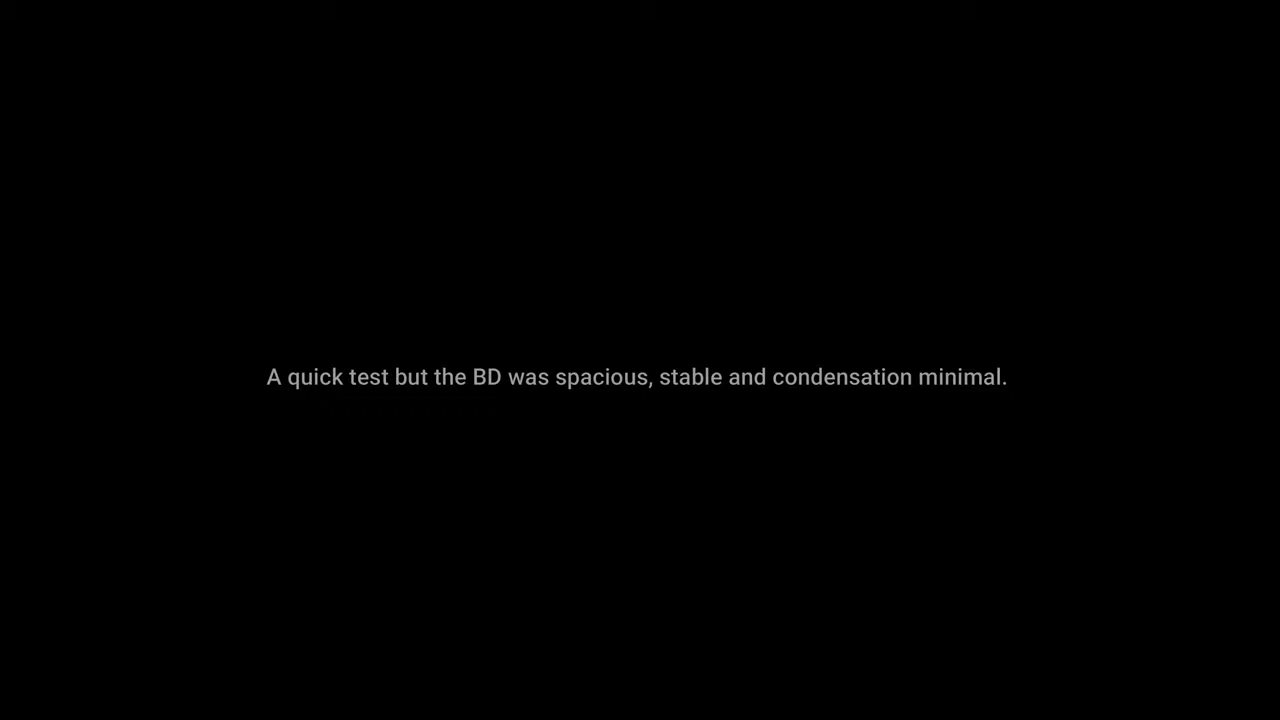 A quick test but the BD was spacious, stable and condensation minimal.